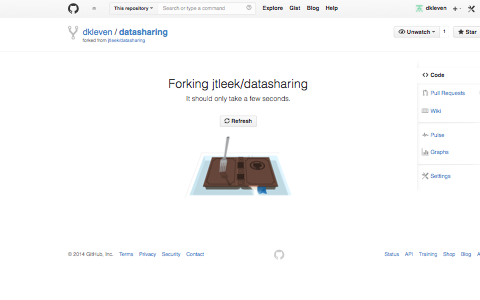 This repository Search or type a command Explore Gist Blog Help dkleven
dkleven / datasharing Unwatch 1 Star
forked from jtleek/datasharing
Forking jtleek/datasharing
It should only take a few seconds.
Refresh
Code
Pull Requests
Wiki
Pulse
Graphs
Settings
© 2014 GitHub, Inc. Terms Privacy Security Contact Status API Training Shop Blog A